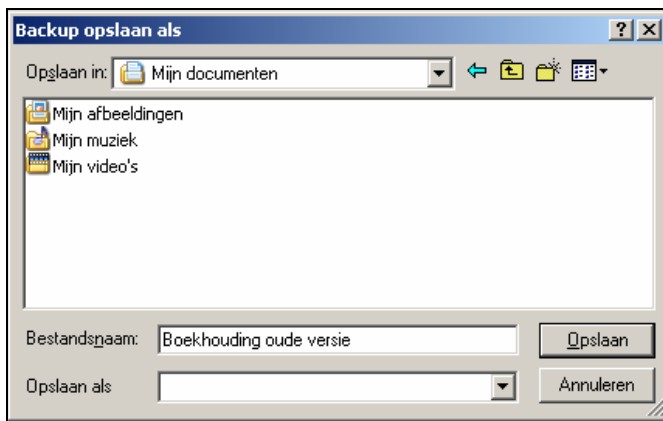 Backup opslaan als
Opslaan in: Mijn documenten
Mijn afbeeldingen
Mijn muziek
Mijn video's
Bestandsnaam: Boekhouding oude versie Opslaan
Opslaan als Annuleren